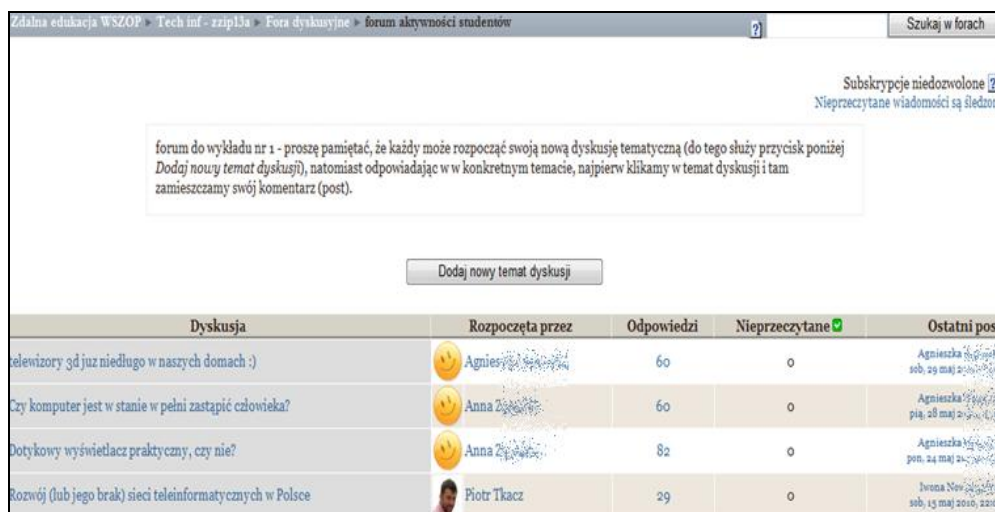 Zdalna edukacja WSZOP ► Tech inf - zzip13a ► Fora dyskusyjne ► forum aktywności studentów
Szukaj w forach
Subskrypcje niedozwolone
Nieprzeczytane wiadomości są
forum do wykładu nr 1 - proszę pamiętać, że każdy może rozpocząć swoją nową dyskusję tematyczną (do tego służy przycisk poniżej
Dodaj nowy temat dyskusji), natomiast odpowiadając w w konkretnym temacie, najpierw klikamy w temat dyskusji i tam
zamieszczamy swój komentarz (post).
Dodaj nowy temat dyskusji
Dyskusja Rozpoczęta przez Odpowiedzi Nieprzeczytane Ostatni
telewizory 3d juz niedługo w naszych domach :) 60 0 Agnieszka
sob, 29 maj
Czy komputer jest w stanie w pełni zastąpić człowieka? Anna 60 0 Agnieszka
pią, 28 maj
Dotykowy wyświetlacz praktyczny, czy nie? Anna 82 0 Agnieszka
pon, 24 maj
Rozwój (lub jego brak) sieci teleinformatycznych w Polsce Piotr Tkacz 29 0 Iwona
sob, 15 maj 2010,